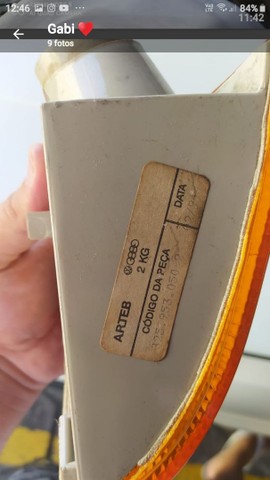 12:46
84%
11:42
Gabi ❤️
9 fotos
ARTEB
2 KG
CÓDIGO DA PEÇA
DATA